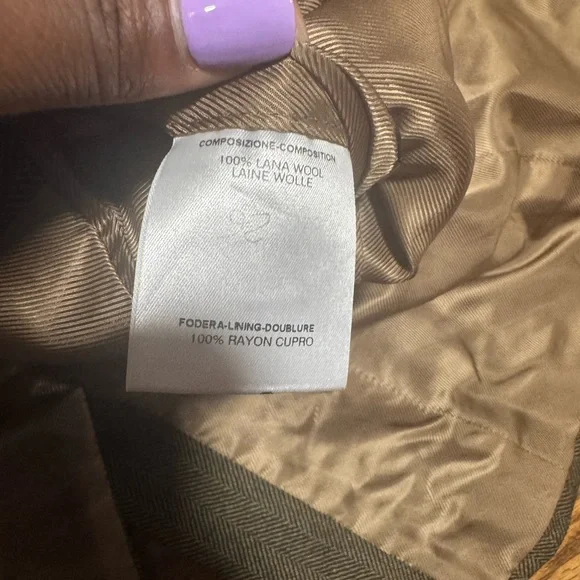 COMPOSIZIONE-COMPOSITION
100% LANA WOOL
LAINE WOLLE
FODERA-LINING-DOUBLURE
100% RAYON CUPRO